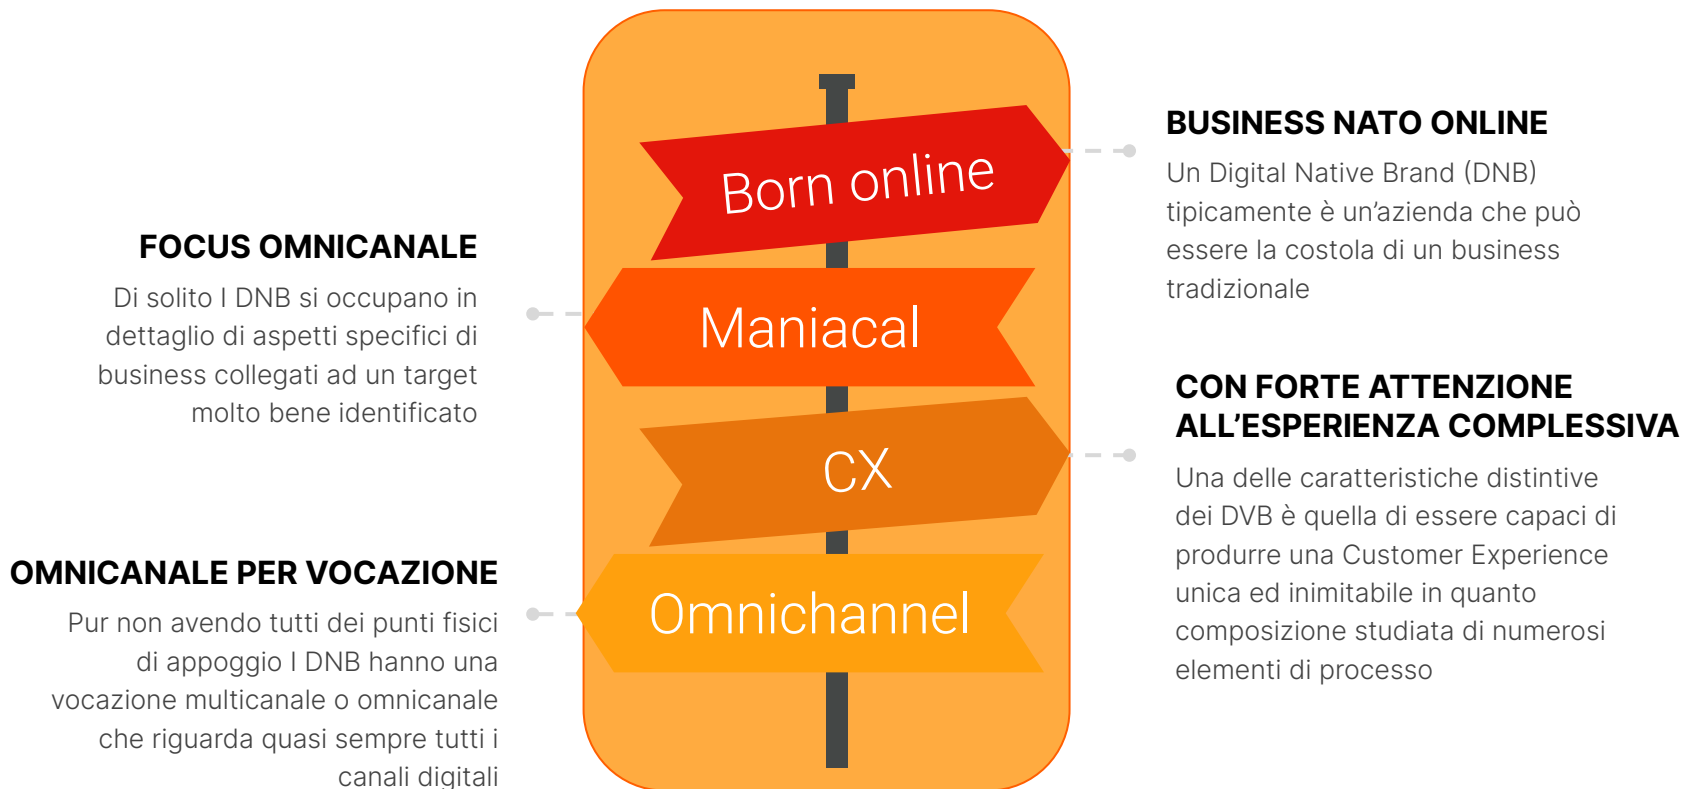 Born online
BUSINESS NATO ONLINE
Un Digital Native Brand (DNB)
tipicamente è un’azienda che può
essere la costola di un business
tradizionale
FOCUS OMNICANALE
Di solito I DNB si occupano in
dettaglio di aspetti specifici di
business collegati ad un target
molto bene identificato
Maniacal
CON FORTE ATTENZIONE
ALL’ESPERIENZA COMPLESSIVA
Una delle caratteristiche distintive
dei DVB è quella di essere capaci di
produrre una Customer Experience
unica ed inimitabile in quanto
composizione studiata di numerosi
elementi di processo
CX
OMNICANALE PER VOCAZIONE
Pur non avendo tutti dei punti fisici
di appoggio I DNB hanno una
vocazione multicanale o omnicanale
che riguarda quasi sempre tutti i
canali digitali
Omnichannel